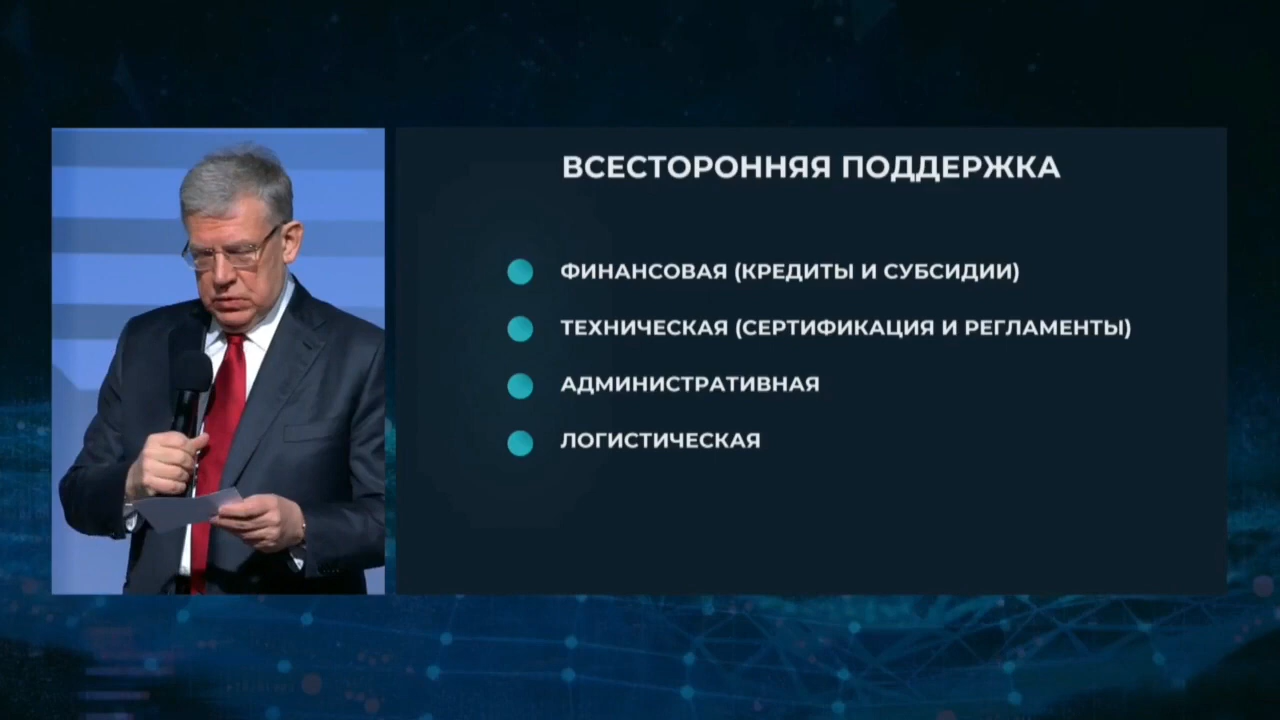 ВСЕСТОРОННЯЯ ПОДДЕРЖКА
ФИНАНСОВАЯ (КРЕДИТЫ И СУБСИДИИ)
ТЕХНИЧЕСКАЯ (СЕРТИФИКАЦИЯ И РЕГЛАМЕНТЫ)
АДМИНИСТРАТИВНАЯ
ЛОГИСТИЧЕСКАЯ